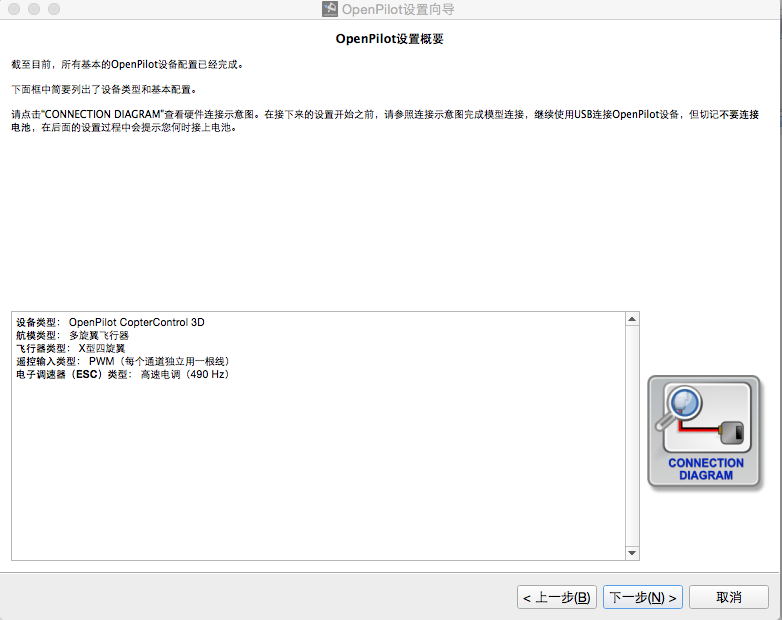 OpenPilot设置向导
OpenPilot设置概要
截至目前，所有基本的OpenPilot设备配置已经完成。
下面框中简要列出了设备类型和基本配置。
请点击"CONNECTION DIAGRAM"查看硬件连接示意图。在接下来的设置开始之前，请参照连接示意图完成模型连接，继续使用USB连接OpenPilot设备，但切记不要连接
电池，在后面的设置过程中会提示您何时接上电池。
设备类型： OpenPilot CopterControl 3D
航模类型： 多旋翼飞行器
飞行器类型： X型四旋翼
遥控输入类型： PWM（每个通道独立用一根线）
电子调速器（ESC）类型： 高速电调（490 Hz）
CONNECTION
DIAGRAM
< 上一步(B)
下一步(N) >
取消